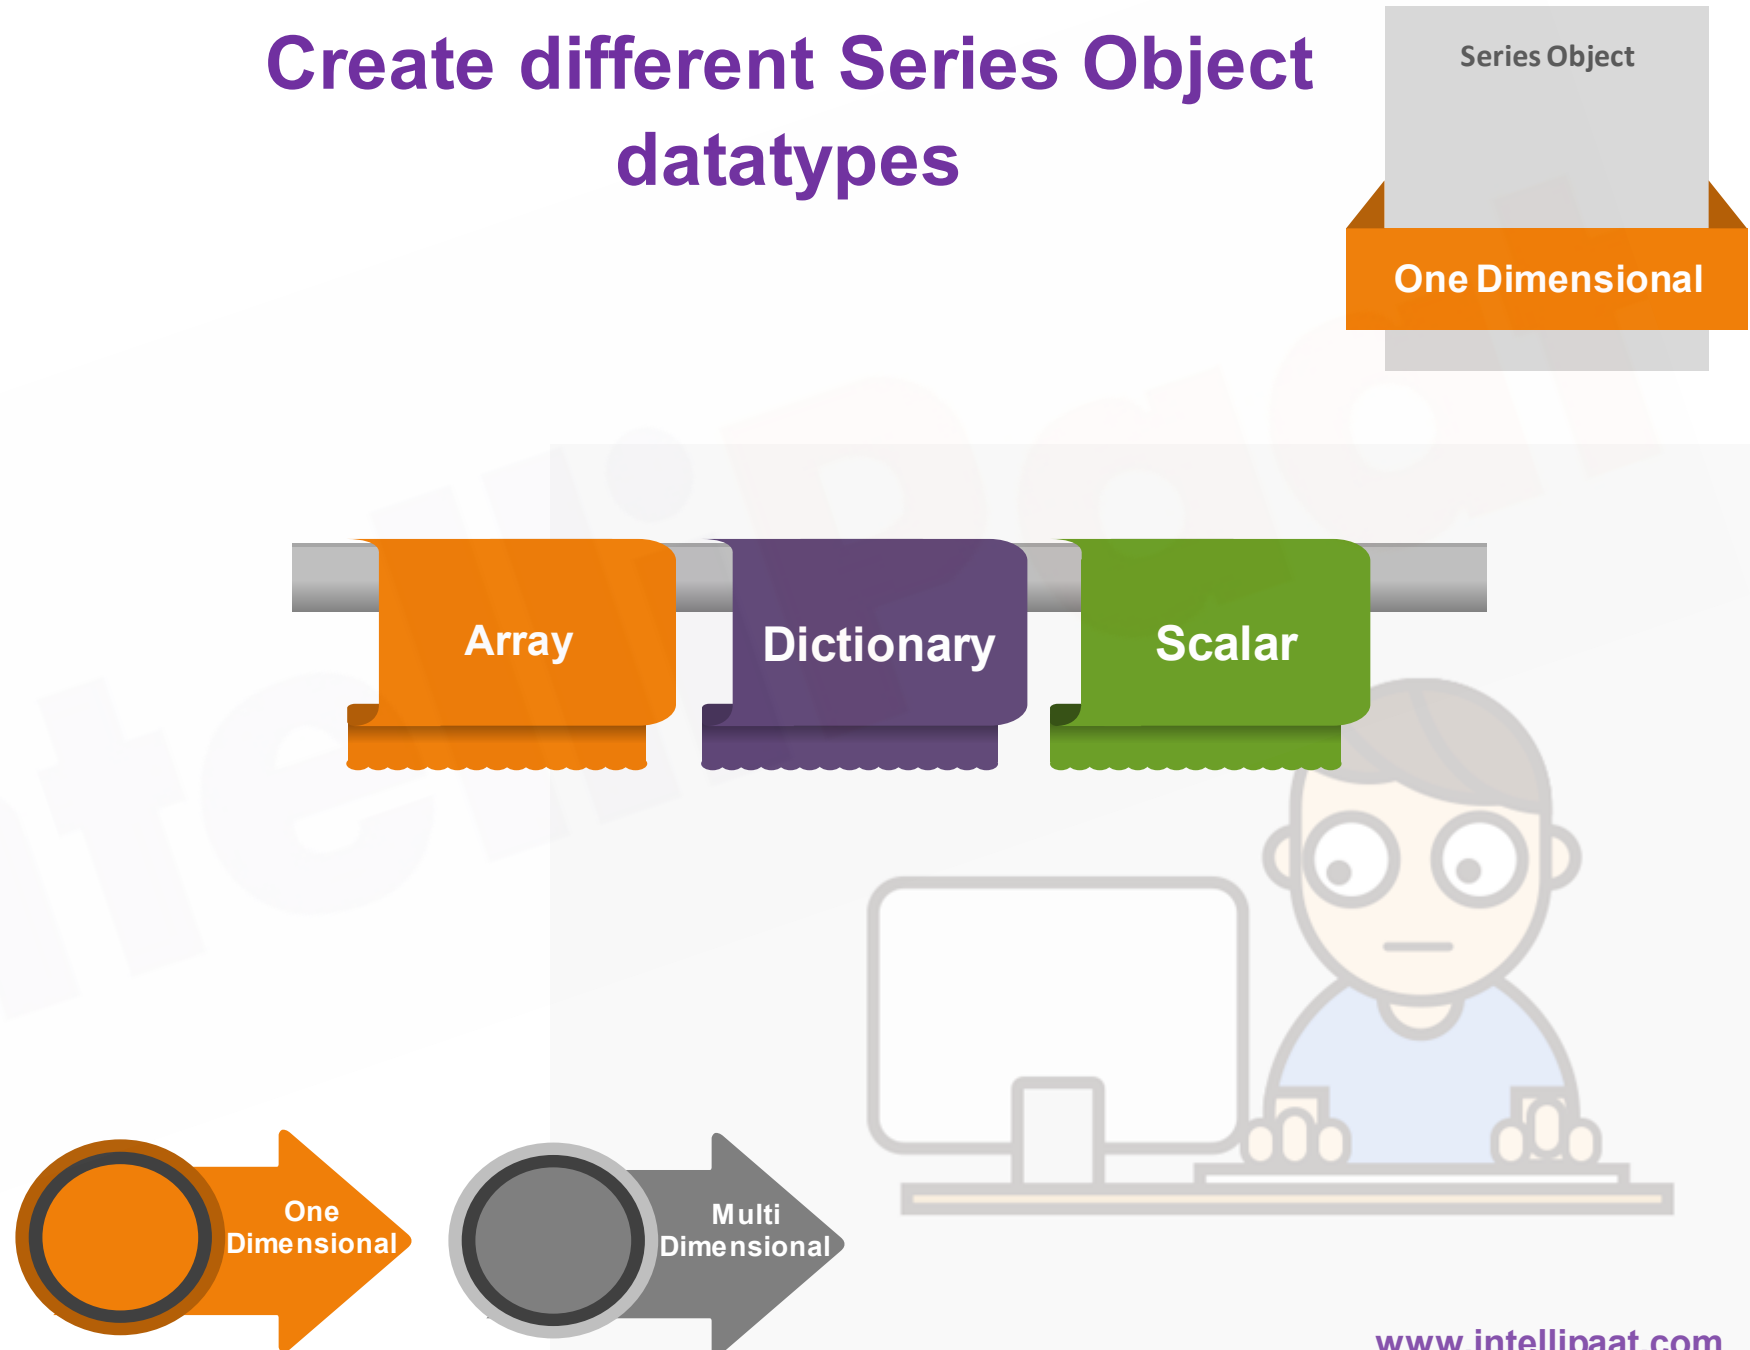 Create different Series Object
datatypes
Series Object
One Dimensional
Array
Dictionary
Scalar
One
Dimensional
Multi
Dimensional
www.intellipaat.com